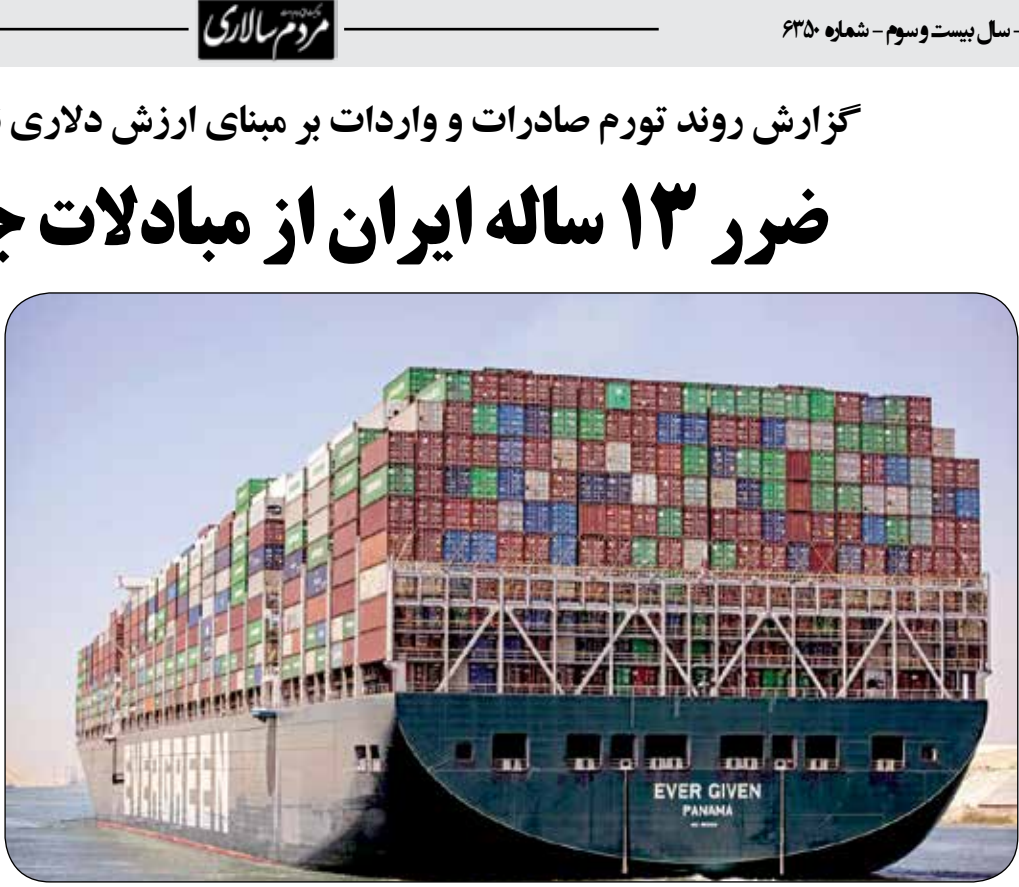 - سال بیست و سوم - شماره ۶۳۵۰
مردم سالاری
گزارش روند تورم صادرات و واردات بر مبنای ارزش دلاری
ضرر ۱۳ ساله ایران از مبادلات
EVERGREEN
EVER GIVEN
PANAMA